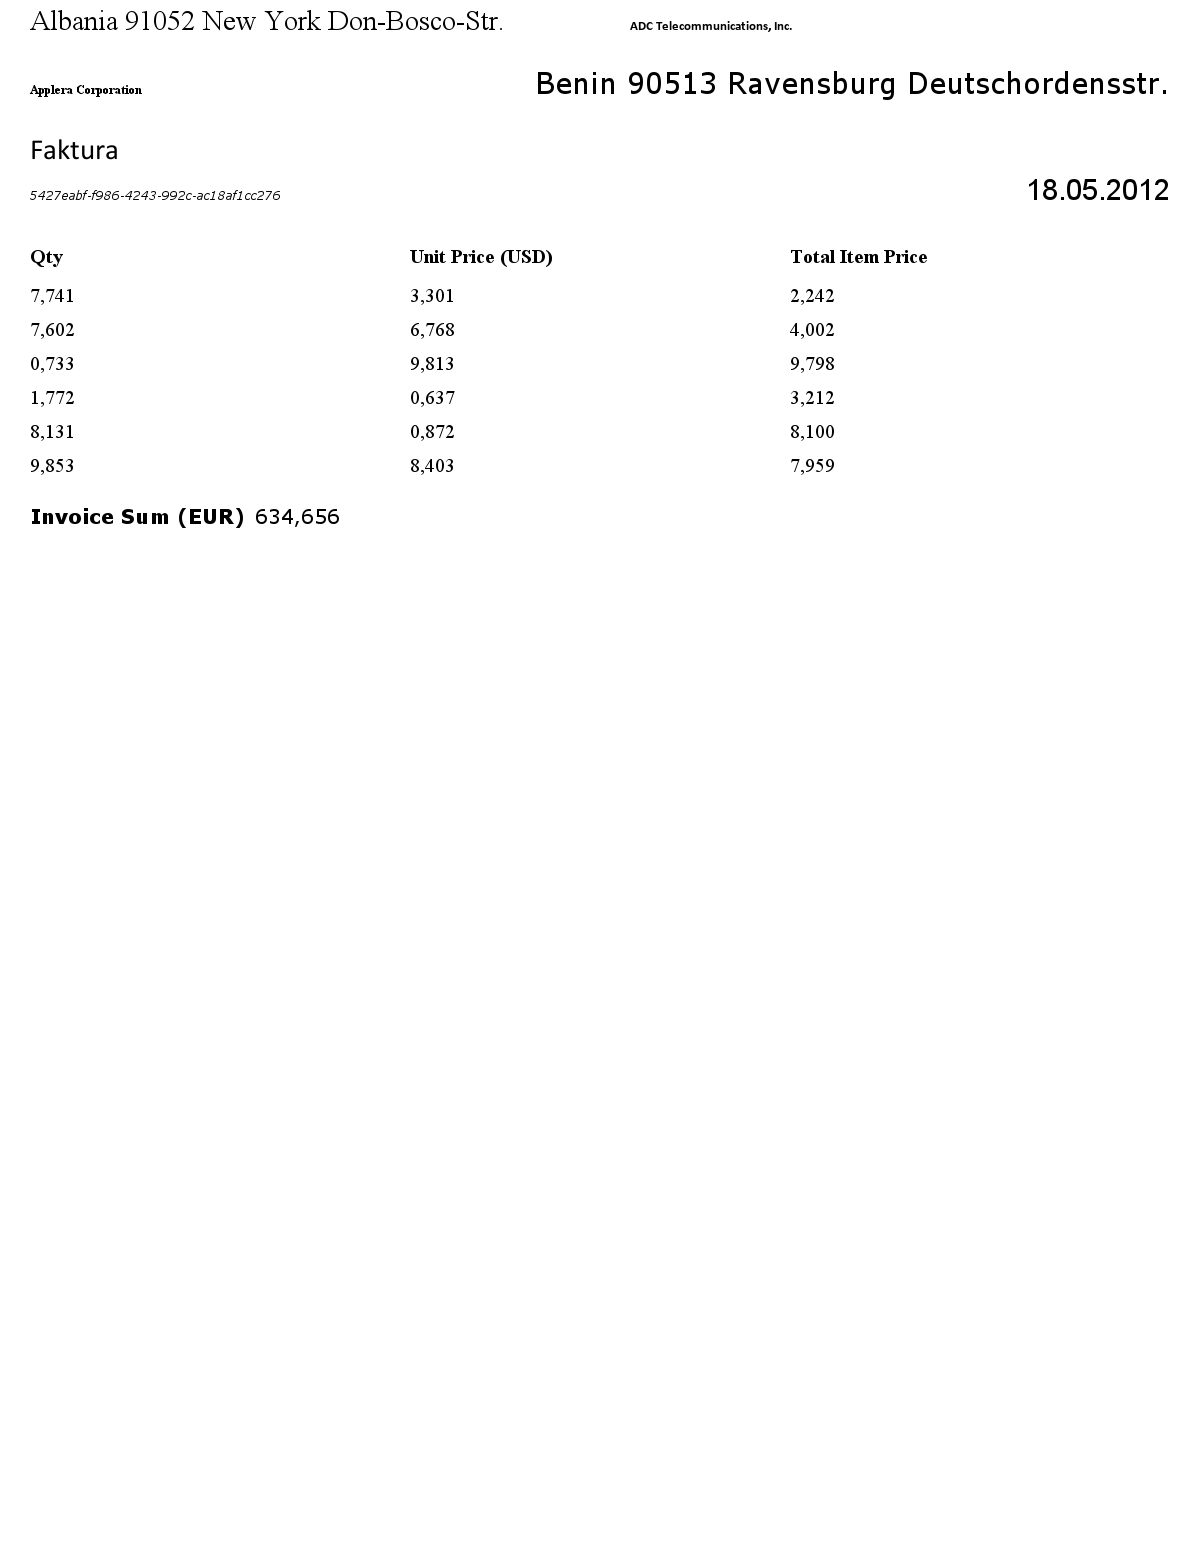 Albania 91052 New York Don-Bosco-Str. ADC Telecommunications, Inc.
Applera Corporation Benin 90513 Ravensburg Deutschordensstr.
Faktura
5427eabf-f986-4243-992c-ac18af1cc276 18.05.2012
Qty Unit Price (USD) Total Item Price
7,741 3,301 2,242
7,602 6,768 4,002
0,733 9,813 9,798
1,772 0,637 3,212
8,131 0,872 8,100
9,853 8,403 7,959
Invoice Sum (EUR) 634,656